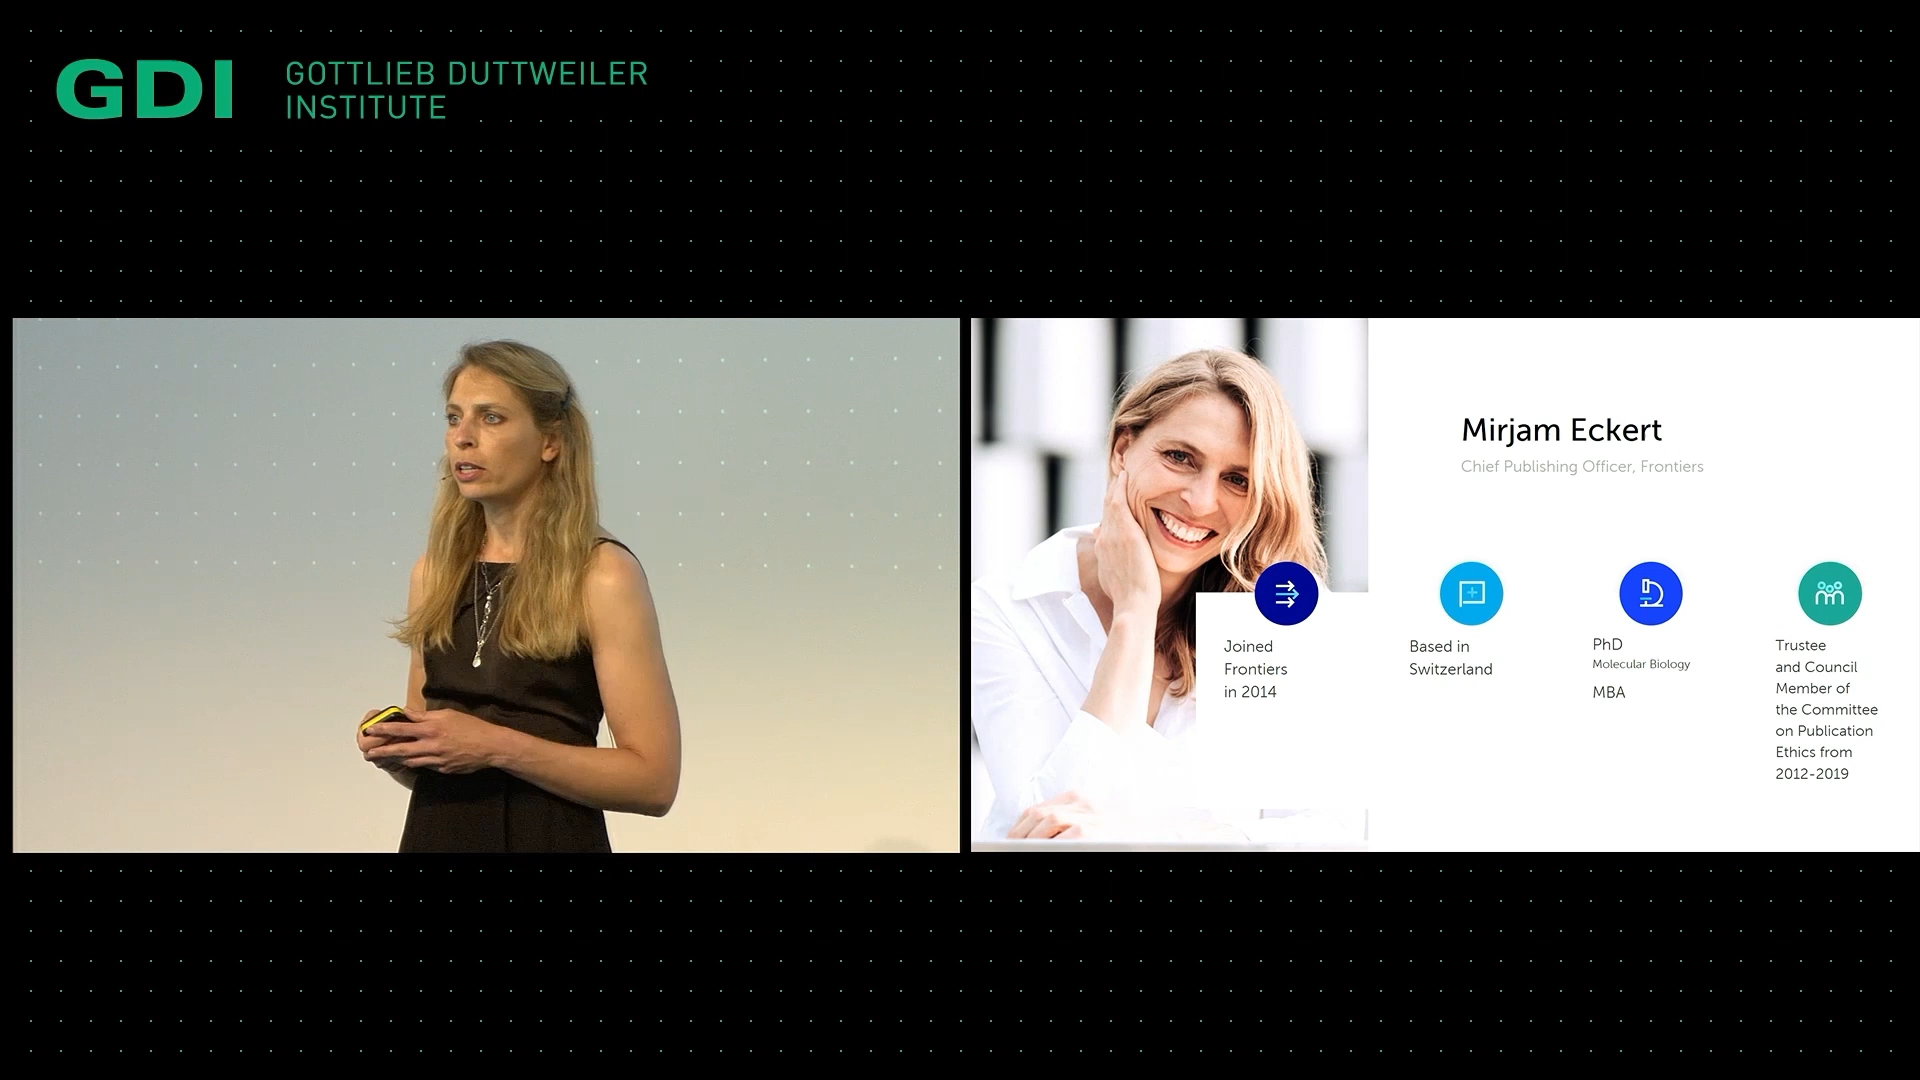 GDI
GOTTLIEB DUTTWEILER
INSTITUTE
Mirjam Eckert
Chief Publishing Officer, Frontiers
Joined
Frontiers
in 2014
Based in
Switzerland
PhD
Molecular Biology
MBA
Trustee
and Council
Member of
the Committee
on Publication
Ethics from
2012-2019